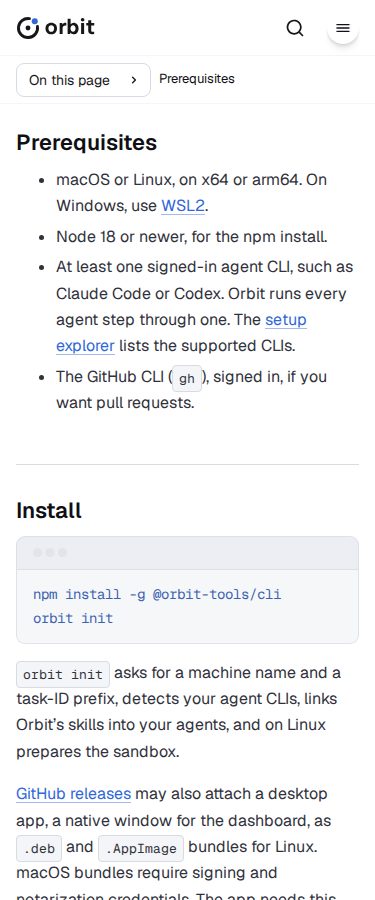 orbit
On this page
Prerequisites
Prerequisites
macOS or Linux, on x64 or arm64. On
Windows, use WSL2.
Node 18 or newer, for the npm install.
At least one signed-in agent CLI, such as
Claude Code or Codex. Orbit runs every
agent step through one. The setup
explorer lists the supported CLIs.
The GitHub CLI (gh), signed in, if you
want pull requests.
Install
npm install -g @orbit-tools/cli
orbit init
orbit init asks for a machine name and a
task-ID prefix, detects your agent CLIs, links
Orbit’s skills into your agents, and on Linux
prepares the sandbox.
GitHub releases may also attach a desktop
app, a native window for the dashboard, as
.deb and .AppImage bundles for Linux.
macOS bundles require signing and
notarization credentials. The app needs this